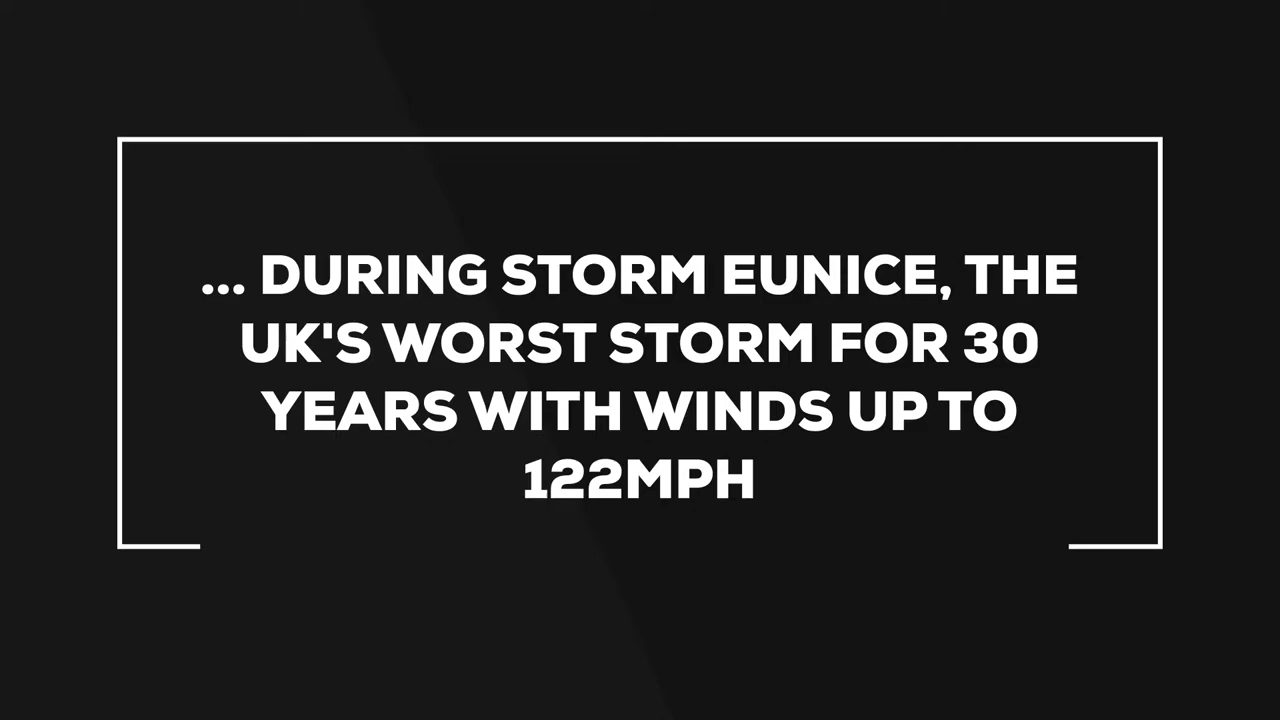 ... DURING STORM EUNICE, THE
UK'S WORST STORM FOR 30
YEARS WITH WINDS UP TO
122MPH